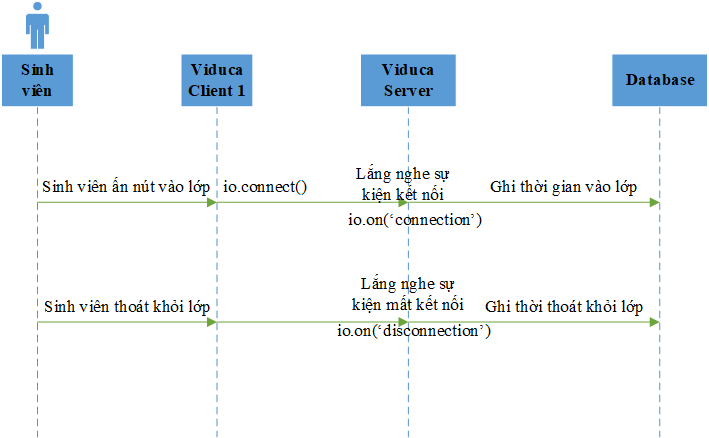 Sinh
viên
Viduca
Client 1
Viduca
Server
Database
Sinh viên ấn nút vào lớp
io.connect()
Lắng nghe sự
kiện kết nối
io.on(‘connection’)
Ghi thời gian vào lớp
Sinh viên thoát khỏi lớp
Lắng nghe sự
kiện mất kết nối
io.on(‘disconnection’)
Ghi thời thoát khỏi lớp